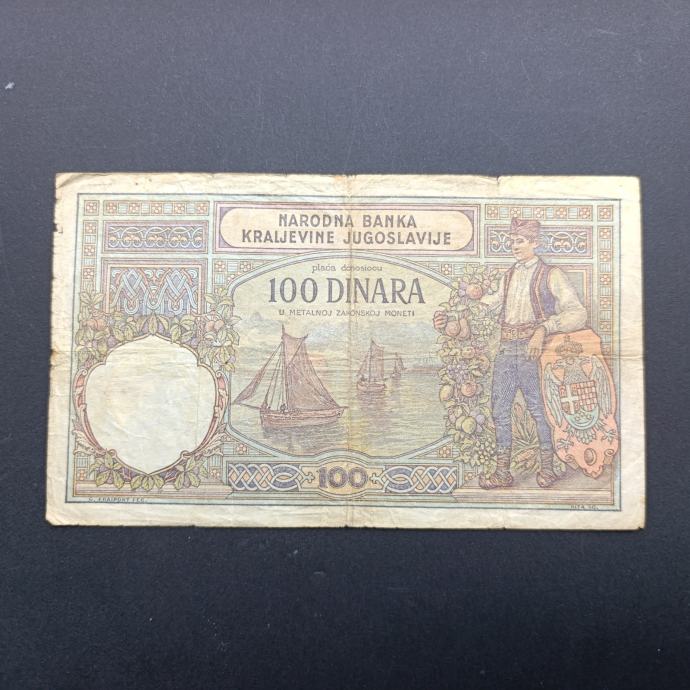 NARODNA BANKA
KRALJEVINE JUGOSLAVIJE
plaća donosiocu
100 DINARA
U METALNOJ ZAKONSKOJ MONETI
100